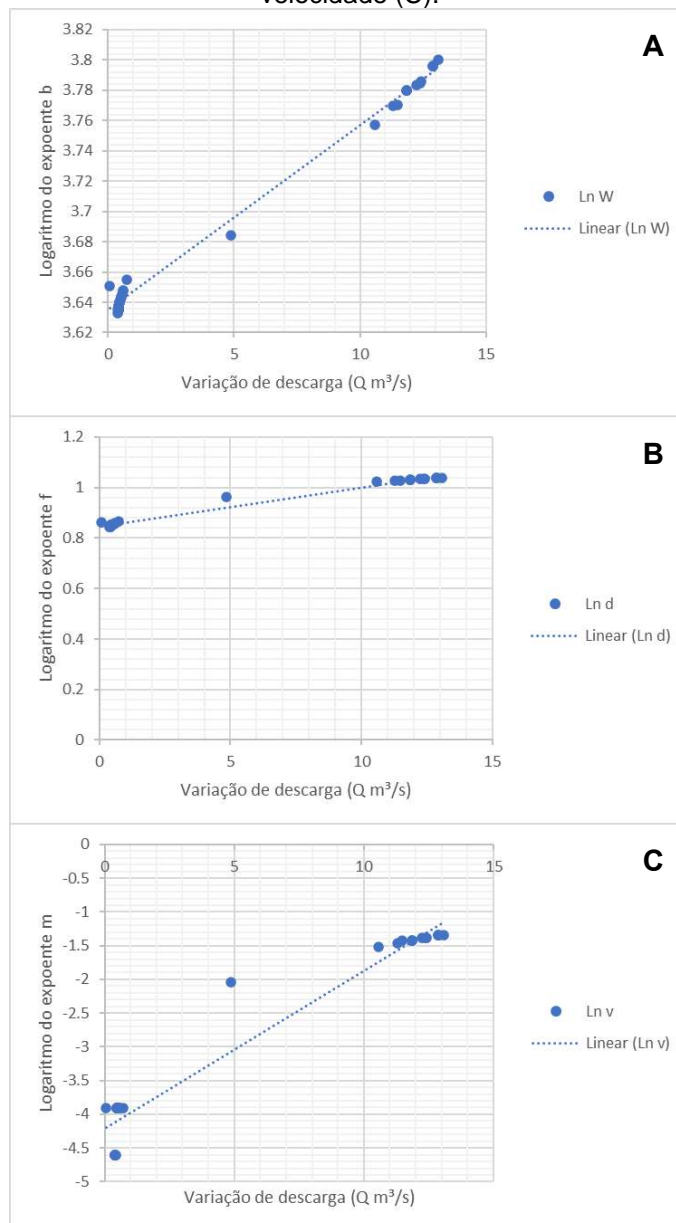 velocidade (C).
A
3.82
3.8
3.78
3.76
3.74
3.72
3.7
3.68
3.66
3.64
3.62
Logarítmo do expoente b
0
5
10
15
Variação de descarga (Q m³/s)
Ln W
Linear (Ln W)
B
1.2
1
0.8
0.6
0.4
0.2
0
Logarítmo do expoente f
0
5
10
15
Variação de descarga (Q m³/s)
Ln d
Linear (Ln d)
C
0
-0.5
-1
-1.5
-2
-2.5
-3
-3.5
-4
-4.5
-5
Logarítmo do expoente m
0
5
10
15
Variação de descarga (Q m³/s)
Ln v
Linear (Ln v)